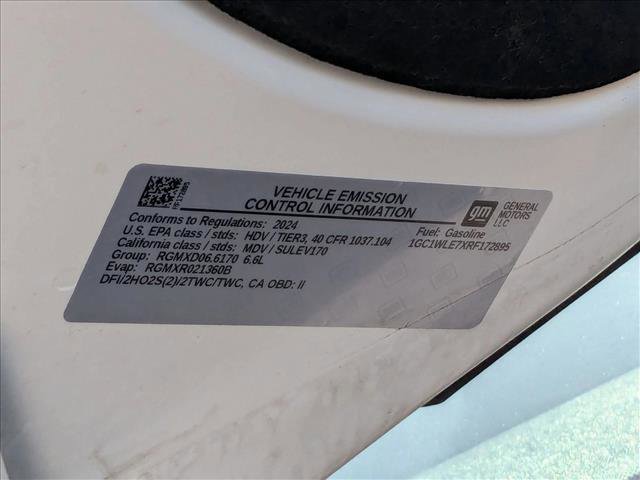 VEHICLE EMISSION
CONTROL INFORMATION
Conforms to Regulations: 2024
U.S. EPA class / stds: HDV / TIER3, 40 CFR 1037.104
California class / stds: MDV / SULEV170
Group: RGMXD06.6170 6.6L
Evap: RGMXR021360B
DFI/2HO2S(2)/2TWC/TWC, CA OBD: II
gm
GENERAL
MOTORS
LLC
Fuel: Gasoline
1GC1WLE7XRF172895